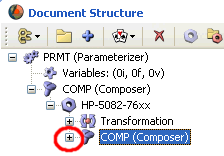 Document Structure
PRMT (Parameterizer)
Variables: (0i, 0f, 0v)
COMP (Composer)
HP-5082-76xx
Transformation
COMP (Composer)